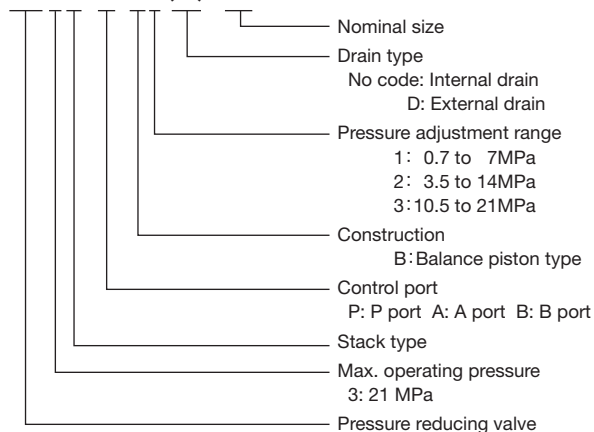 Nominal size
Drain type
No code: Internal drain
D: External drain
Pressure adjustment range
1: 0.7 to 7MPa
2: 3.5 to 14MPa
3:10.5 to 21MPa
Construction
B:Balance piston type
Control port
P: P port A: A port B: B port
Stack type
Max. operating pressure
3: 21 MPa
Pressure reducing valve